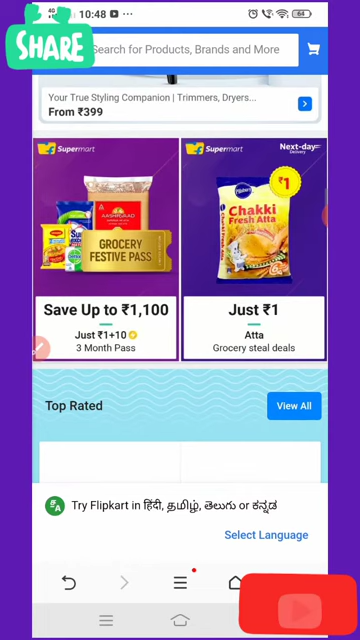 SHARE
4G
10:48
64
Search for Products, Brands and More
Your True Styling Companion | Trimmers, Dryers...
From ₹399
Supermart
AASHIRVAAD
GROCERY
FESTIVE PASS
Save Up to ₹1,100
Just ₹1+10
3 Month Pass
Supermart
Next-day
Delivery
₹1
Pillsbury
Chakki
Fresh Atta
Just ₹1
Atta
Grocery steal deals
Top Rated
View All
Try Flipkart in हिंदी, தமிழ், తెలుగు or ಕನ್ನಡ
Select Language